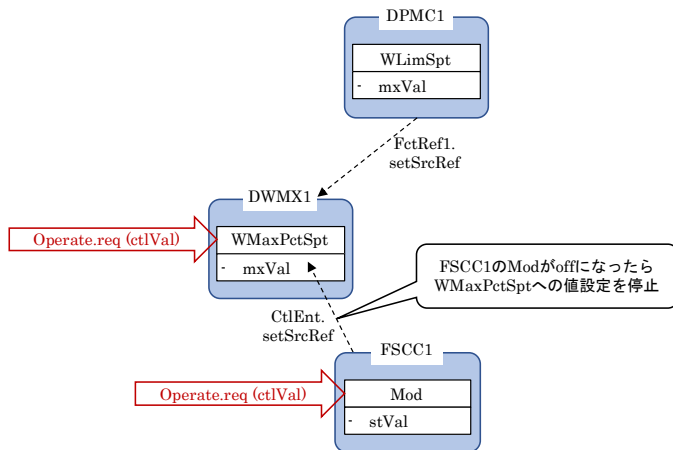 DPMC1
WLimSpt
- mxVal
FctRef1.
setSrcRef
DWMX1
Operate.req (ctlVal)
WMaxPctSpt
- mxVal
FSCC1のModがoffになったら
WMaxPctSptへの値設定を停止
CtlEnt.
setSrcRef
FSCC1
Operate.req (ctlVal)
Mod
- stVal